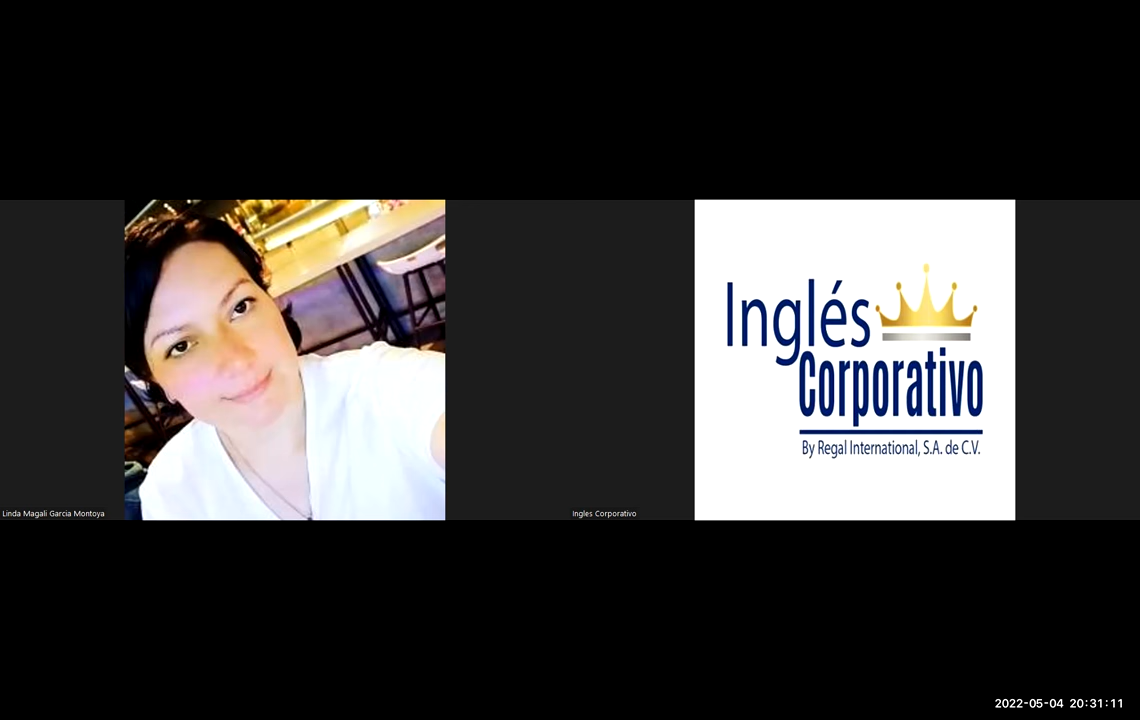 Inglés
Corporativo
By Regal International, S.A. de C.V.
Linda Magali Garcia Montoya
Ingles Corporativo
2022-05-04 20:31:11